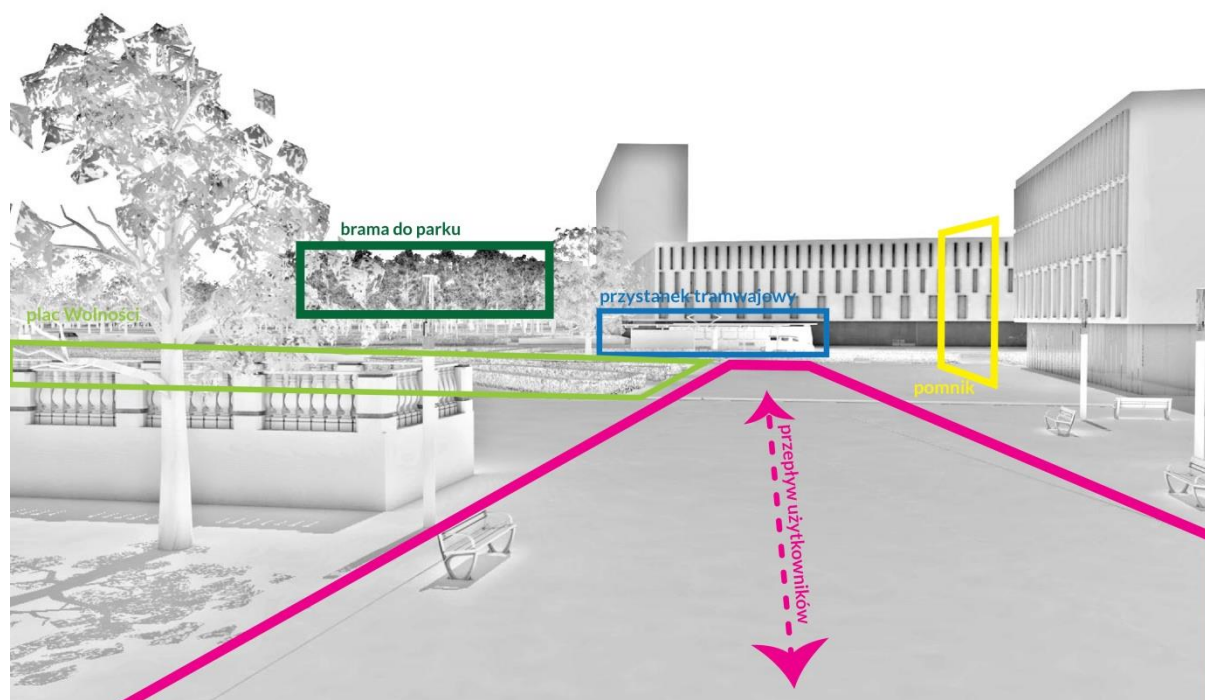 brama do parku
przystanek tramwajowy
plac Wolności
pomnik
przepływ użytkowników